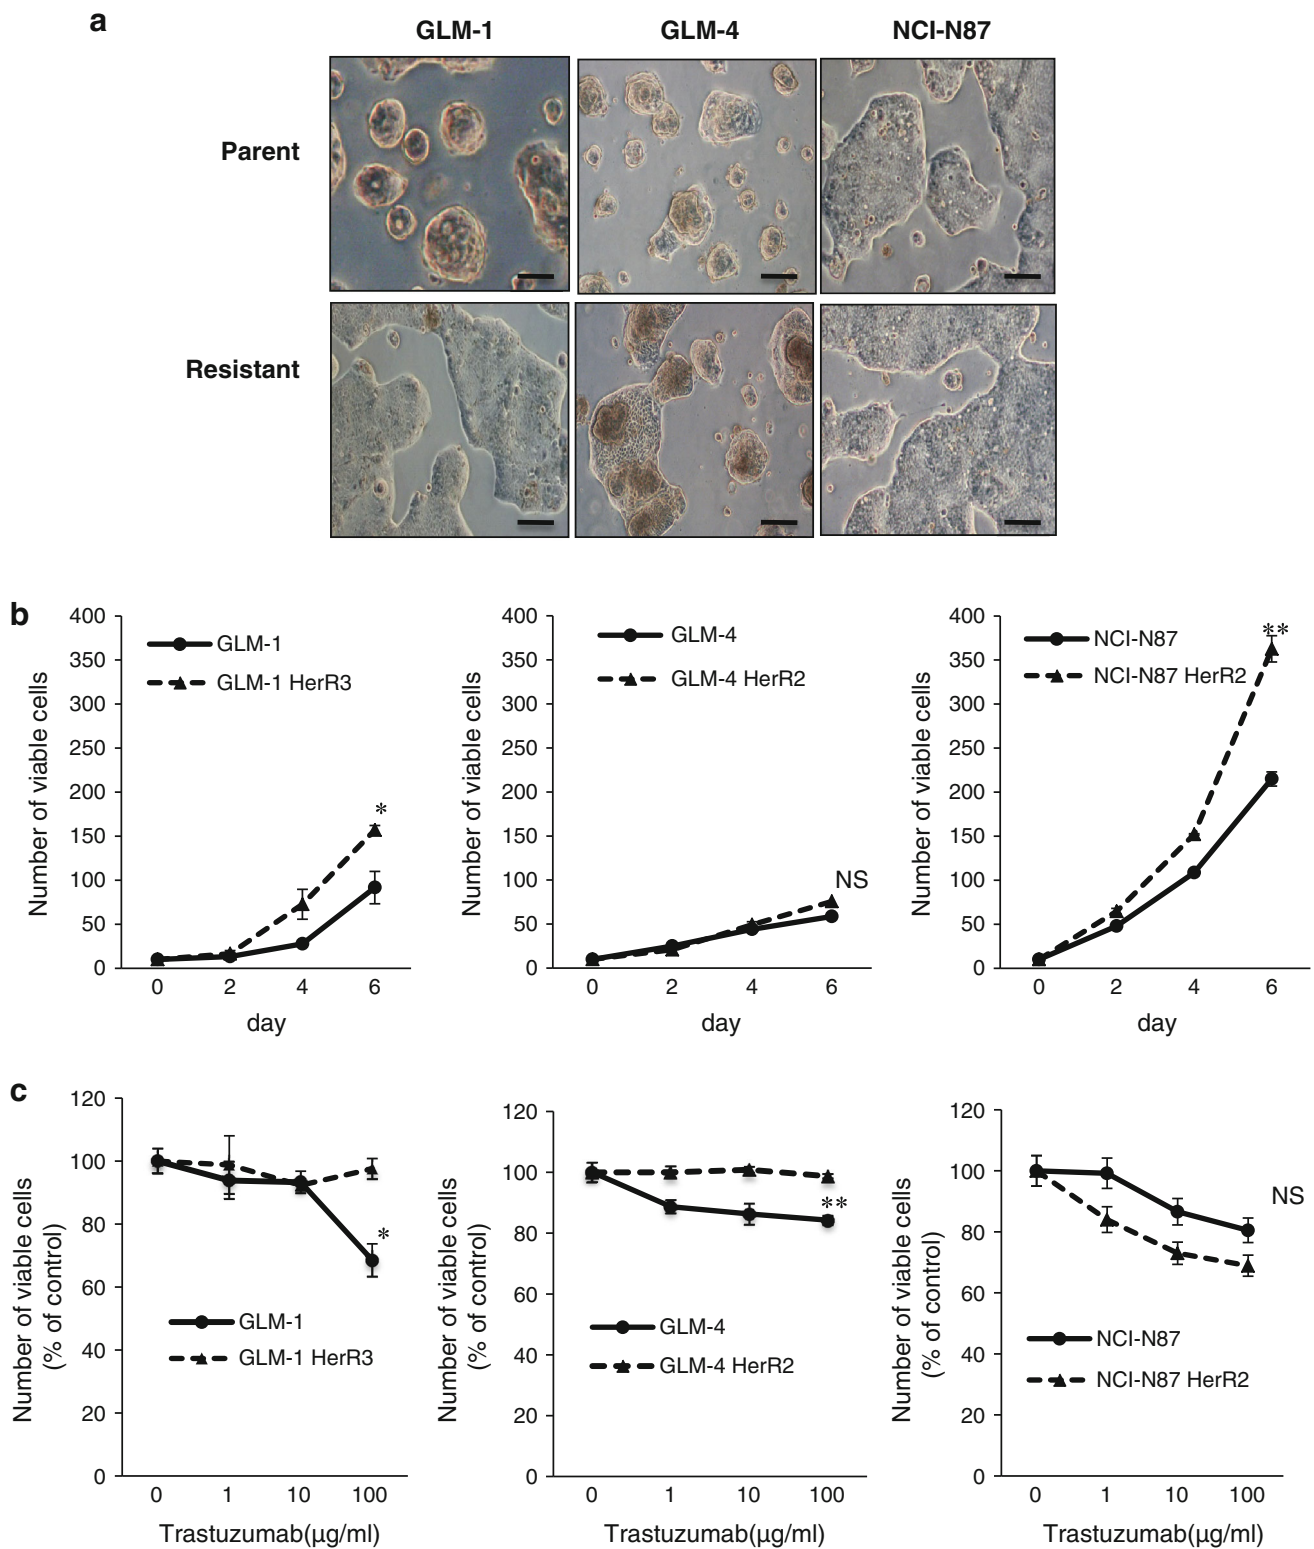 a
GLM-1 GLM-4 NCI-N87
Parent
Resistant
b
400
350
300
250
200
150
100
50
0
Number of viable cells
GLM-1
GLM-1 HerR3
*
0 2 4 6
day
400
350
300
250
200
150
100
50
0
Number of viable cells
GLM-4
GLM-4 HerR2
NS
0 2 4 6
day
400
350
300
250
200
150
100
50
0
Number of viable cells
NCI-N87
NCI-N87 HerR2
**
0 2 4 6
day
c
120
100
80
60
40
20
0
Number of viable cells
(% of control)
*
GLM-1
GLM-1 HerR3
0 1 10 100
Trastuzumab(µg/ml)
120
100
80
60
40
20
0
Number of viable cells
(% of control)
**
GLM-4
GLM-4 HerR2
0 1 10 100
Trastuzumab(µg/ml)
120
100
80
60
40
20
0
Number of viable cells
(% of control)
NS
NCI-N87
NCI-N87 HerR2
0 1 10 100
Trastuzumab(µg/ml)